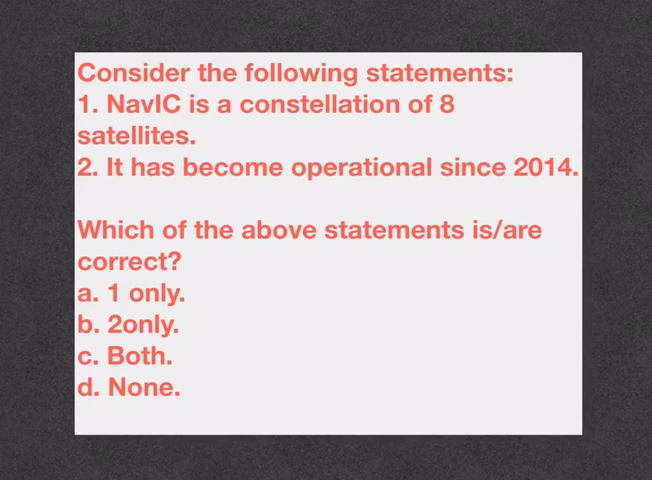 Consider the following statements:
1. NavIC is a constellation of 8
satellites.
2. It has become operational since 2014.
Which of the above statements is/are
correct?
a. 1 only.
b. 2only.
c. Both.
d. None.